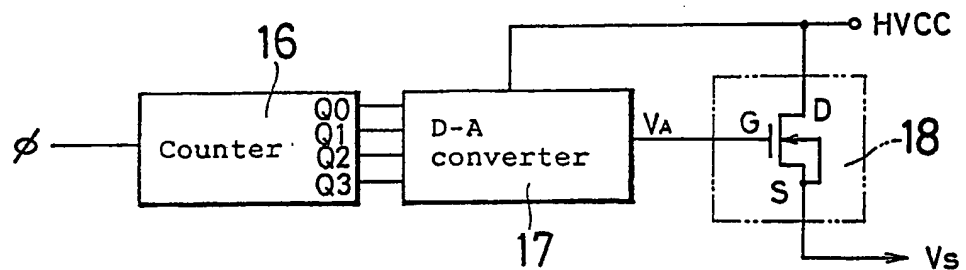 16
HVCC
φ
Counter
Q0
Q1
Q2
Q3
D-A
converter
VA
G
D
S
18
17
Vs